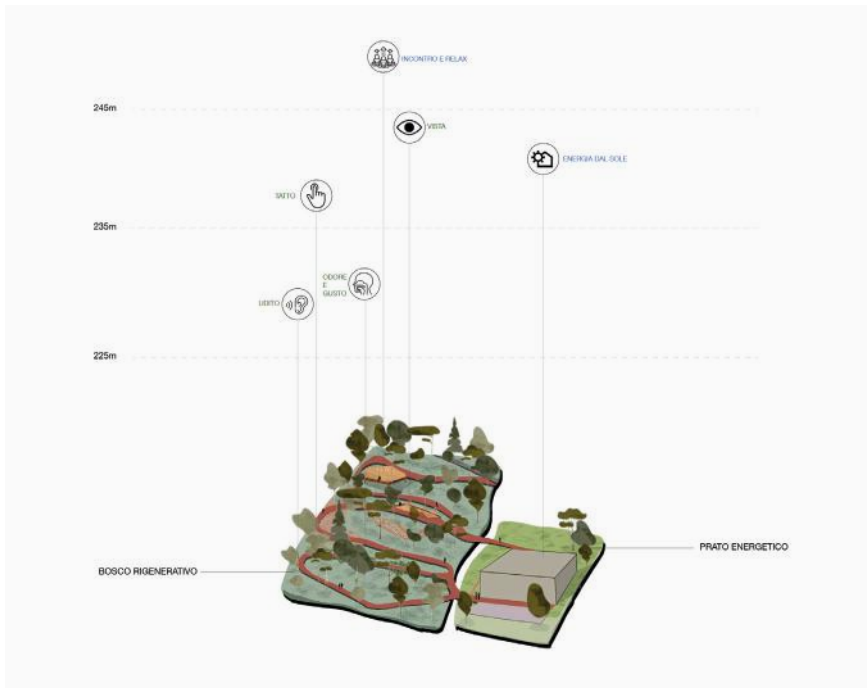 INCONTRO E RELAX
245m
VISTA
ENERGIA DAL SOLE
TATTO
235m
ODORE
E
GUSTO
UDITO
225m
PRATO ENERGETICO
BOSCO RIGENERATIVO